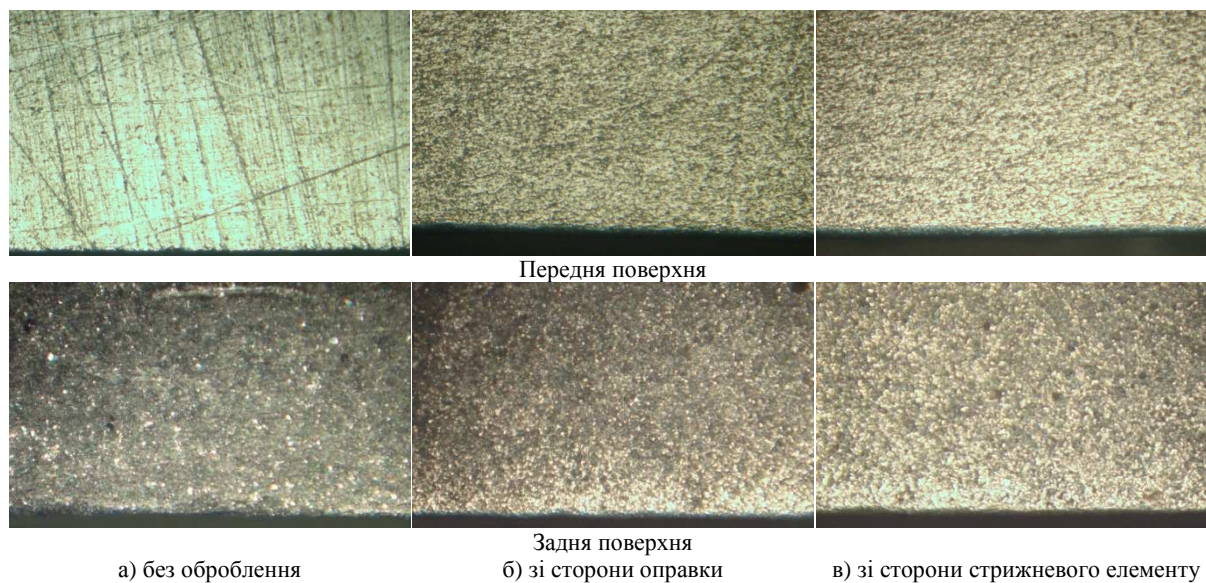 Передня поверхня
Задня поверхня
а) без оброблення б) зі сторони оправки в) зі сторони стрижневого елементу